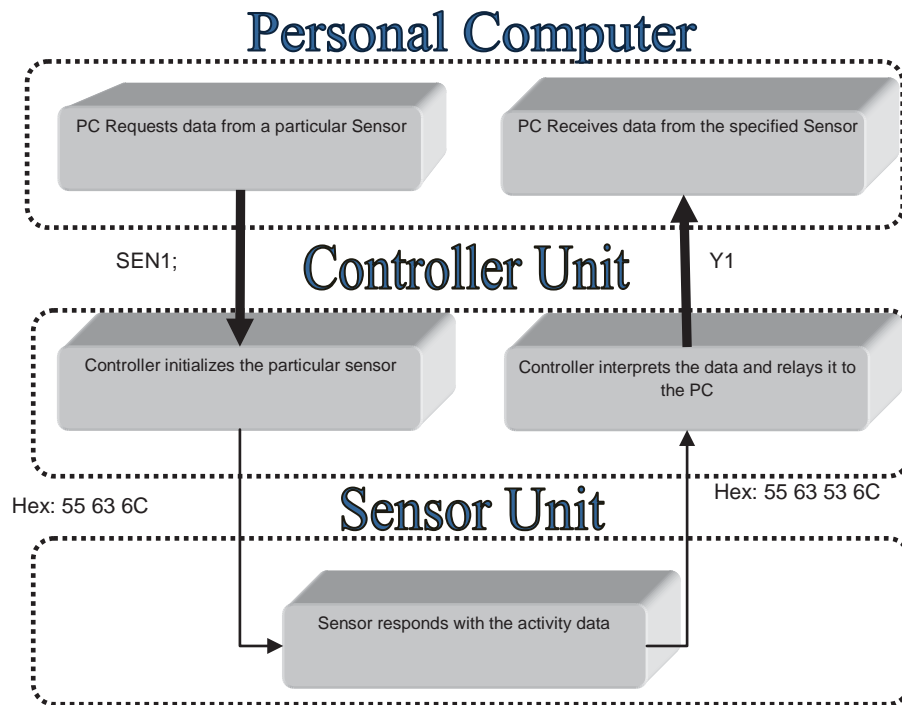 Personal Computer
PC Requests data from a particular Sensor
PC Receives data from the specified Sensor
SEN1;
Y1
Controller Unit
Controller initializes the particular sensor
Controller interprets the data and relays it to
the PC
Hex: 55 63 6C
Hex: 55 63 53 6C
Sensor Unit
Sensor responds with the activity data